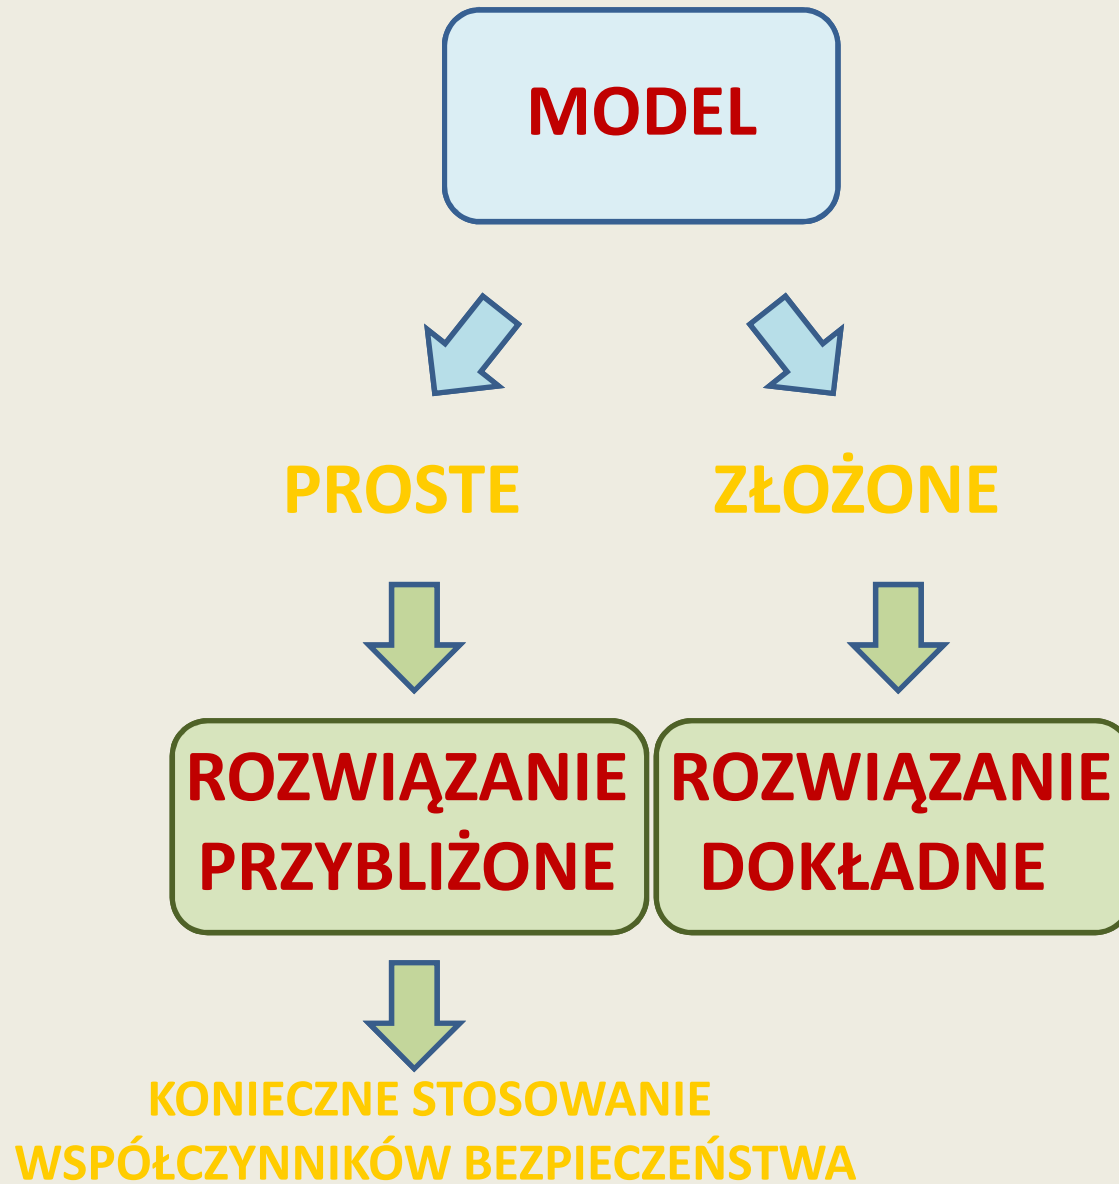 MODEL
PROSTE
ZŁOŻONE
ROZWIĄZANIE
PRZYBLIŻONE
ROZWIĄZANIE
DOKŁADNE
KONIECZNE STOSOWANIE
WSPÓŁCZYNNIKÓW BEZPIECZEŃSTWA